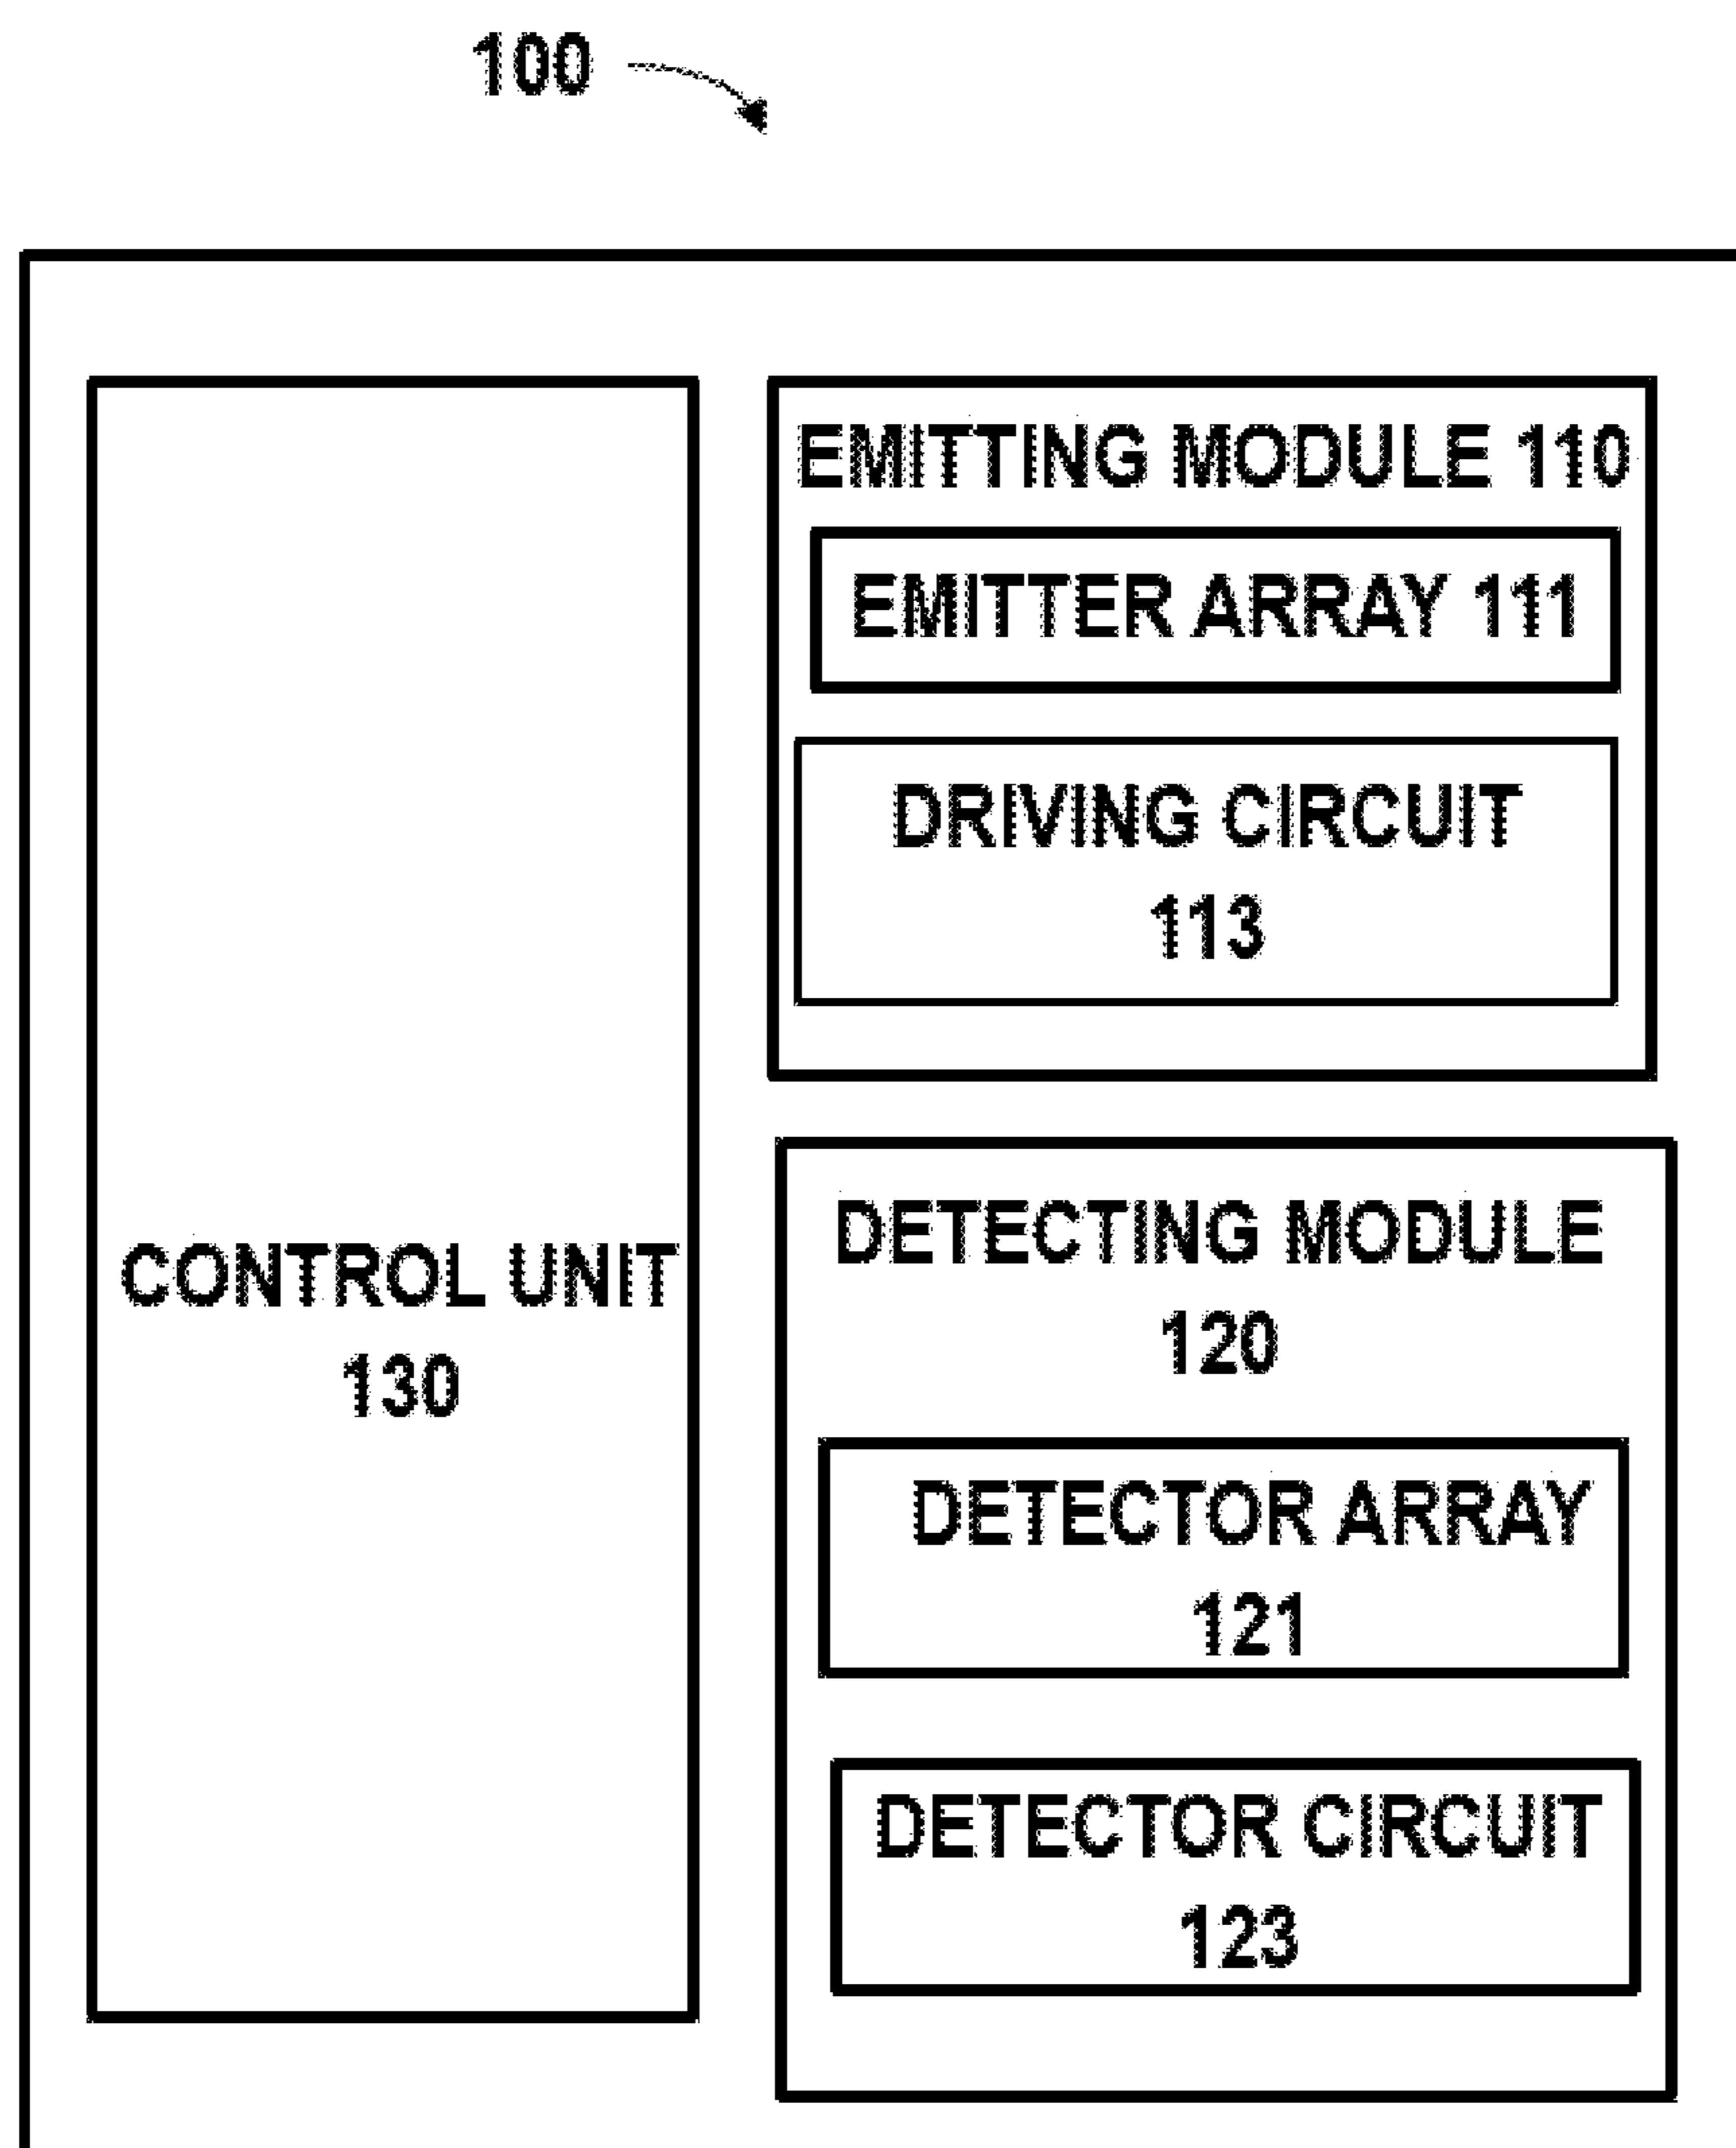 100
EMITTING MODULE 110
EMITTER ARRAY 111
DRIVING CIRCUIT
113
CONTROL UNIT
130
DETECTING MODULE
120
DETECTOR ARRAY
121
DETECTOR CIRCUIT
123